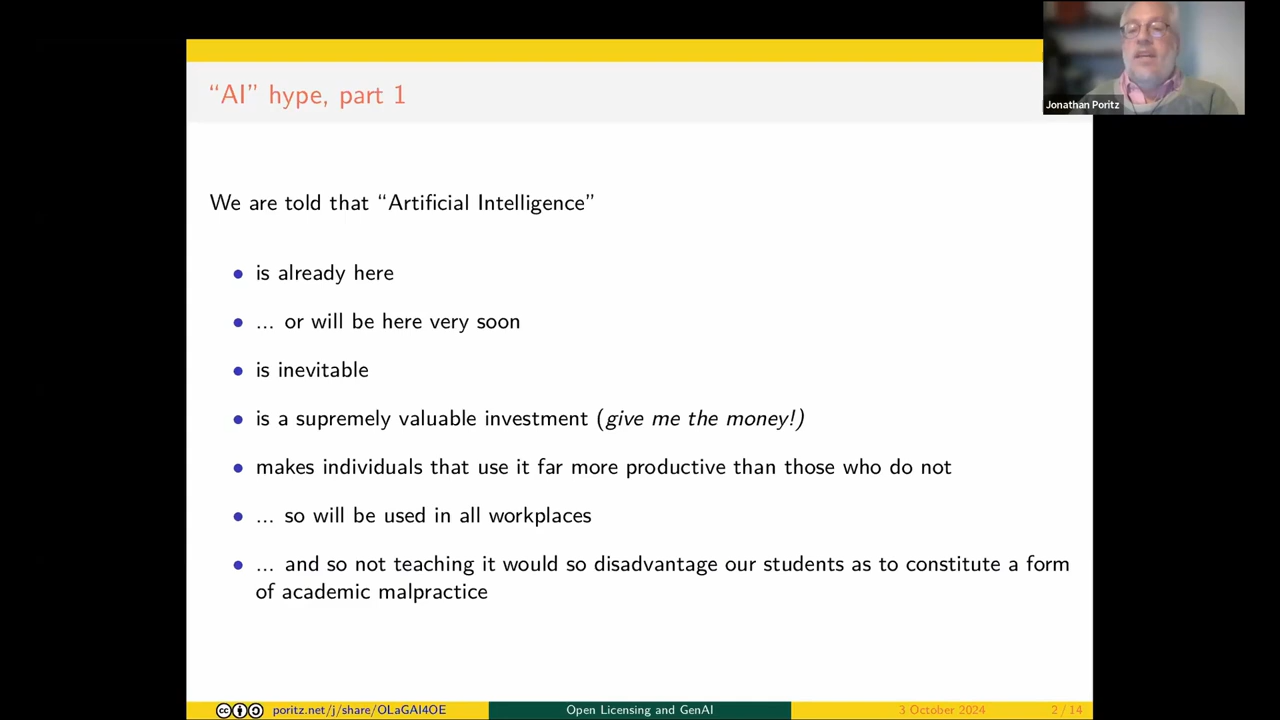 “AI” hype, part 1
Jonathan Poritz
We are told that “Artificial Intelligence”
• is already here
• ... or will be here very soon
• is inevitable
• is a supremely valuable investment (give me the money!)
• makes individuals that use it far more productive than those who do not
• ... so will be used in all workplaces
• ... and so not teaching it would so disadvantage our students as to constitute a form
of academic malpractice
cc poritz.net/j/share/OLaGAI4OE Open Licensing and GenAI 3 October 2024 2 / 14